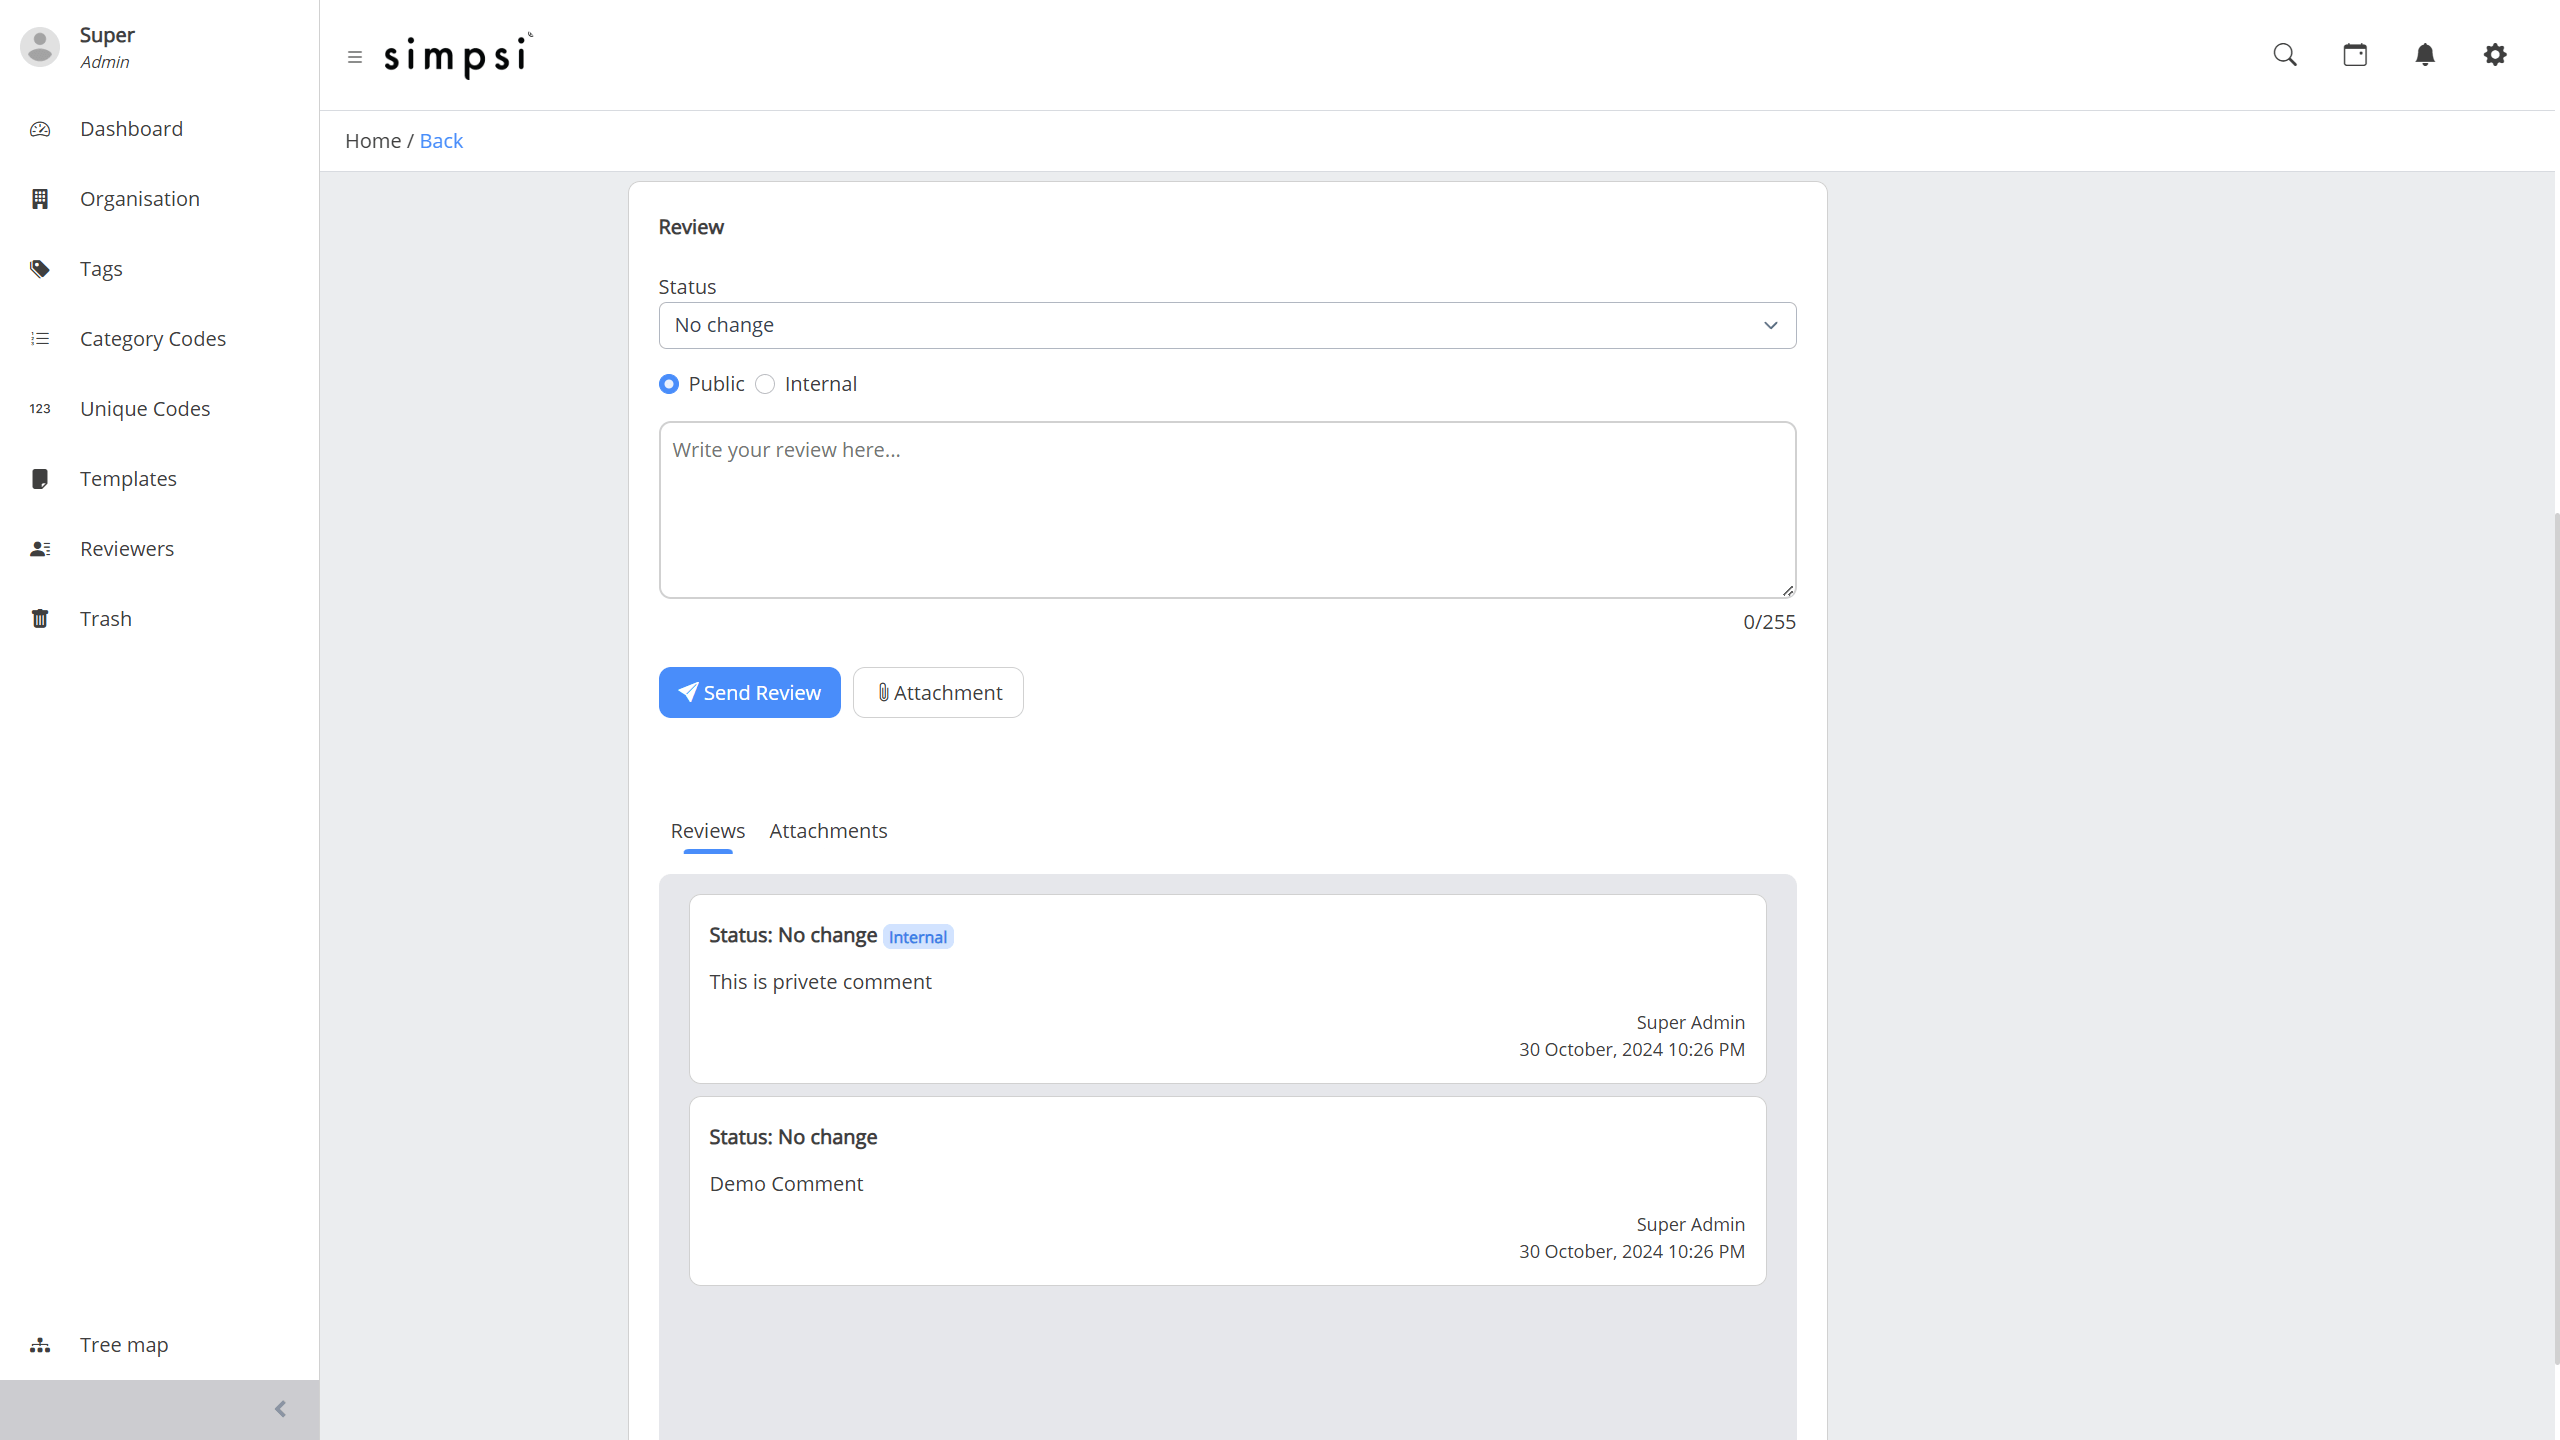 Super
Admin
Dashboard
Organisation
Tags
Category Codes
123 Unique Codes
Templates
Reviewers
Trash
Tree map
simpsi
Home / Back
Review
Status
No change
Public Internal
Write your review here...
0/255
Send Review Attachment
Reviews Attachments
Status: No change Internal
This is privete comment
Super Admin
30 October, 2024 10:26 PM
Status: No change
Demo Comment
Super Admin
30 October, 2024 10:26 PM